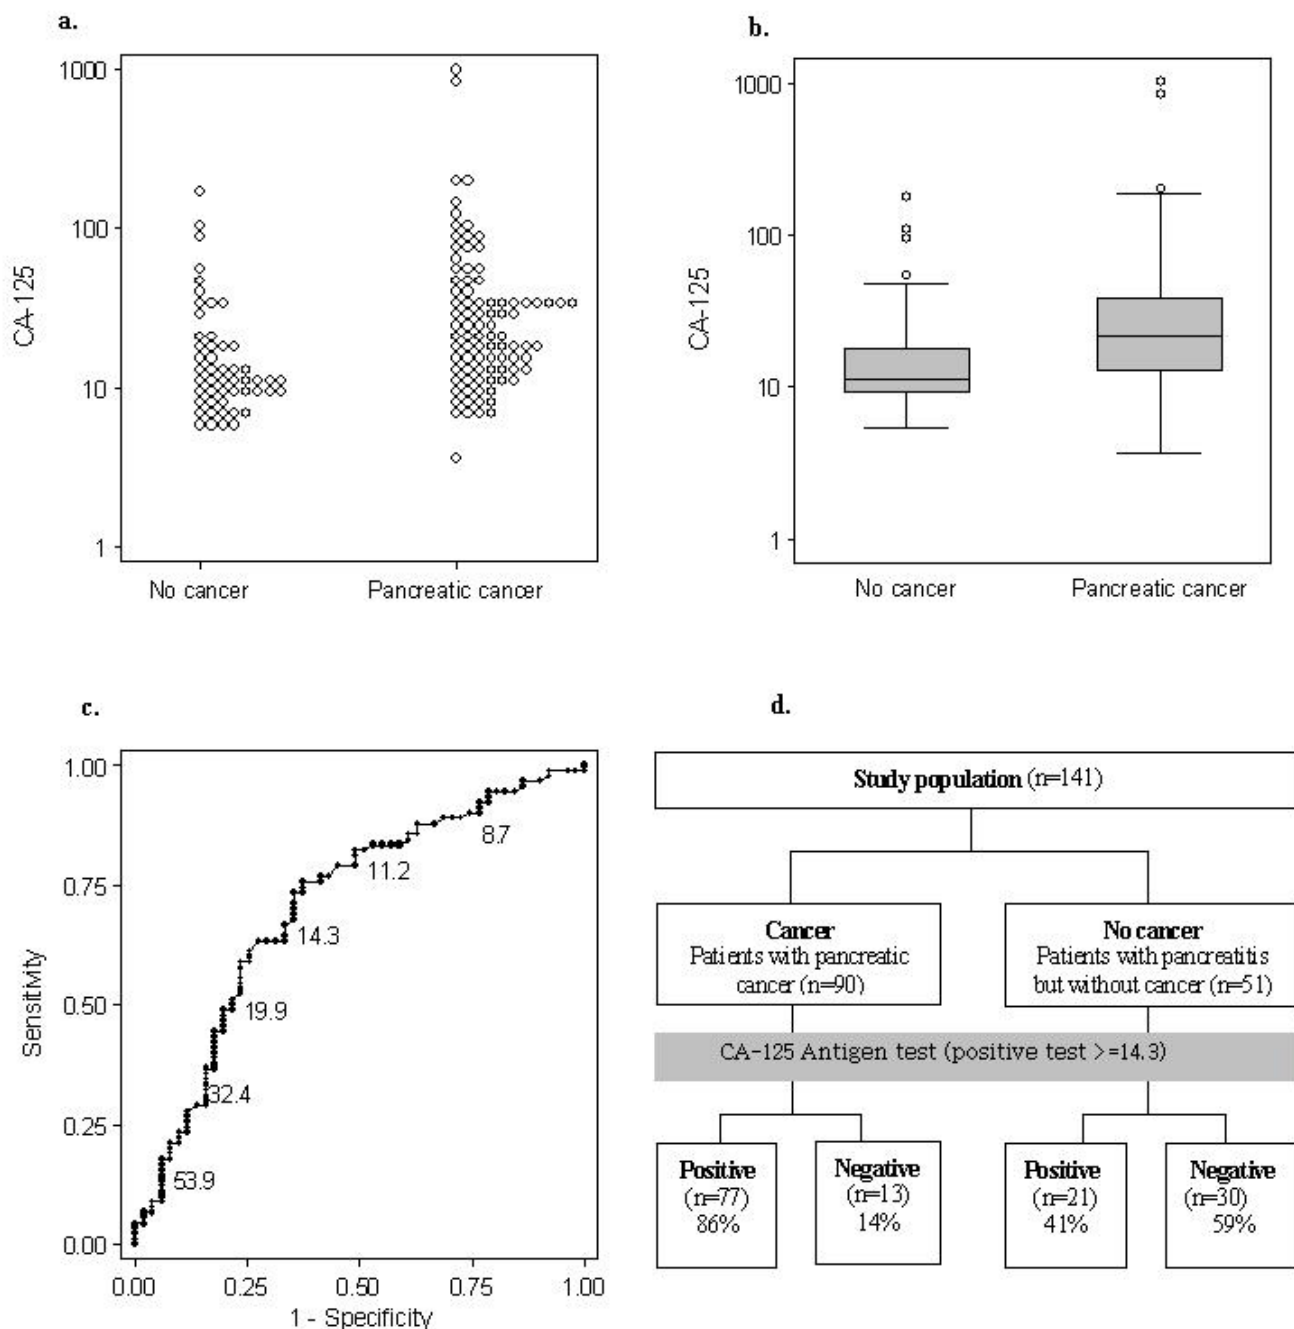 a.
1000
100
10
1
CA-125
No cancer
Pancreatic cancer
b.
1000
100
10
1
CA-125
No cancer
Pancreatic cancer
c.
1.00
0.75
0.50
0.25
0.00
Sensitivity
8.7
11.2
14.3
19.9
32.4
53.9
0.00
0.25
0.50
0.75
1.00
1 - Specificity
d.
Study population (n=141)
Cancer
Patients with pancreatic
cancer (n=90)
No cancer
Patients with pancreatitis
but without cancer (n=51)
CA-125 Antigen test (positive test >=14.3)
Positive
(n=77)
86%
Negative
(n=13)
14%
Positive
(n=21)
41%
Negative
(n=30)
59%